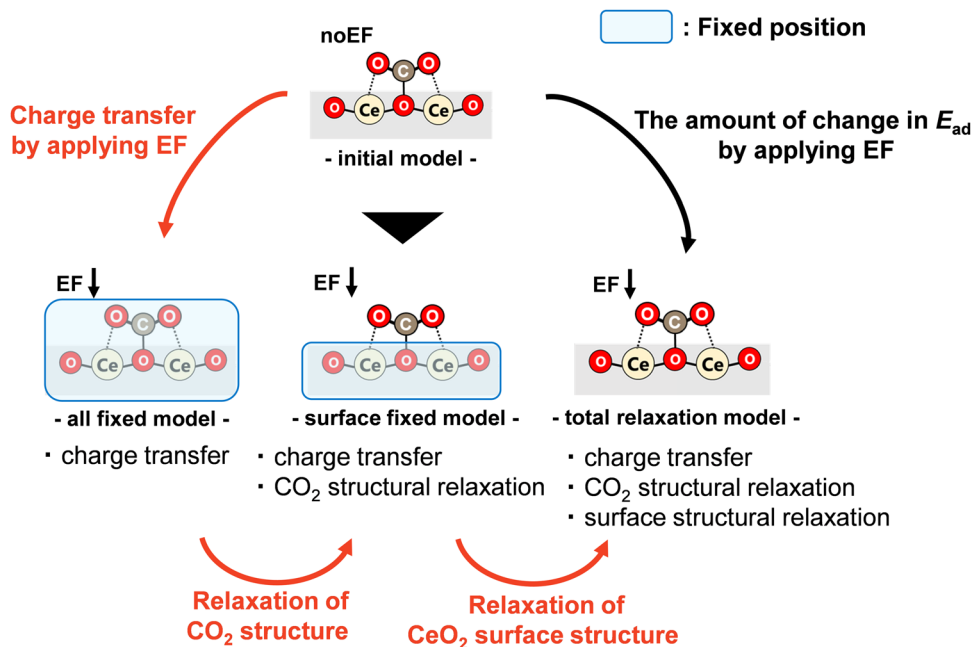 : Fixed position
noEF
O C O
O Ce O Ce O
- initial model -
Charge transfer
by applying EF
The amount of change in E_ad
by applying EF
EF
O C O
O Ce O Ce O
- all fixed model -
・ charge transfer
EF
O C O
O Ce O Ce O
- surface fixed model -
・ charge transfer
・ CO₂ structural relaxation
EF
O C O
O Ce O Ce O
- total relaxation model -
・ charge transfer
・ CO₂ structural relaxation
・ surface structural relaxation
Relaxation of
CO₂ structure
Relaxation of
CeO₂ surface structure